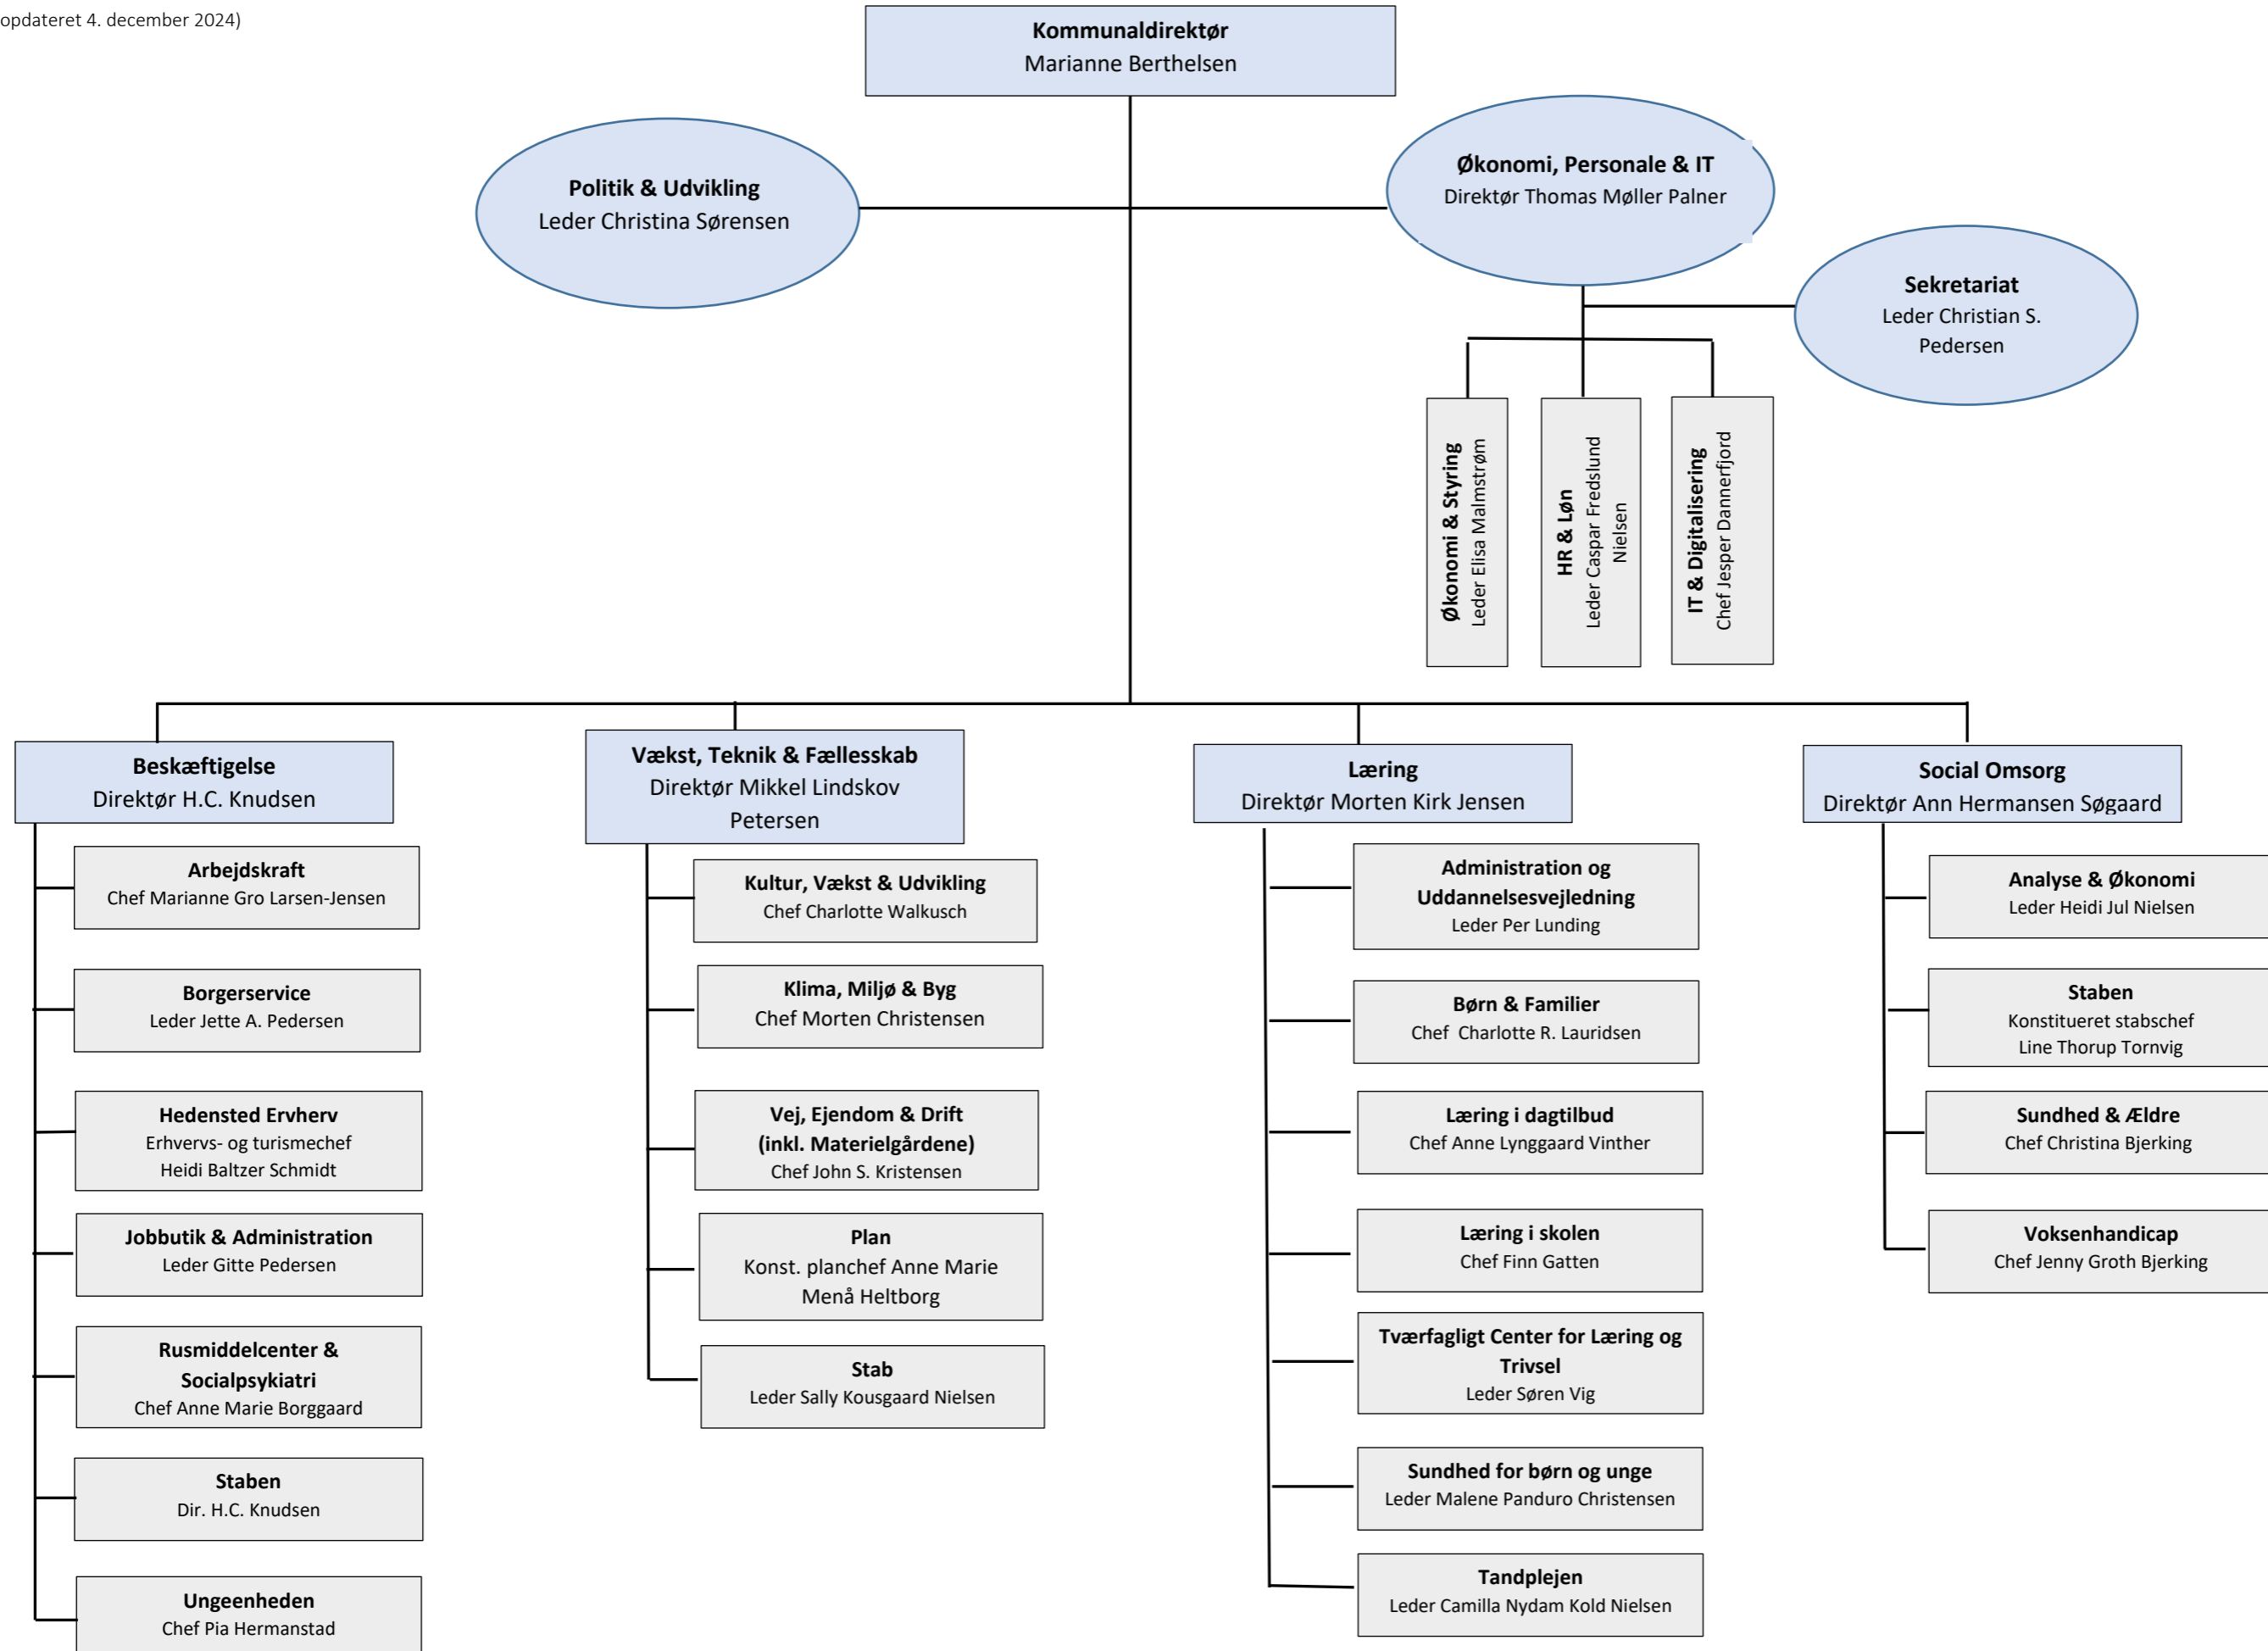 opdateret 4. december 2024)
Kommunaldirektør
Marianne Berthelsen
Politik & Udvikling
Leder Christina Sørensen
Økonomi, Personale & IT
Direktør Thomas Møller Palner
Sekretariat
Leder Christian S.
Pedersen
Økonomi & Styring
Leder Elisa Malmstrøm
HR & Løn
Leder Caspar Fredslund
Nielsen
IT & Digitalisering
Chef Jesper Dannerfjord
Beskæftigelse
Direktør H.C. Knudsen
Arbejdskraft
Chef Marianne Gro Larsen-Jensen
Borgerservice
Leder Jette A. Pedersen
Hedensted Ervherv
Erhvervs- og turismechef
Heidi Baltzer Schmidt
Jobbutik & Administration
Leder Gitte Pedersen
Rusmiddelcenter &
Socialpsykiatri
Chef Anne Marie Borggaard
Staben
Dir. H.C. Knudsen
Ungeenheden
Chef Pia Hermanstad
Vækst, Teknik & Fællesskab
Direktør Mikkel Lindskov
Petersen
Kultur, Vækst & Udvikling
Chef Charlotte Walkusch
Klima, Miljø & Byg
Chef Morten Christensen
Vej, Ejendom & Drift
(inkl. Materielgårdene)
Chef John S. Kristensen
Plan
Konst. planchef Anne Marie
Menå Heltborg
Stab
Leder Sally Kousgaard Nielsen
Læring
Direktør Morten Kirk Jensen
Administration og
Uddannelsesvejledning
Leder Per Lunding
Børn & Familier
Chef  Charlotte R. Lauridsen
Læring i dagtilbud
Chef Anne Lynggaard Vinther
Læring i skolen
Chef Finn Gatten
Tværfagligt Center for Læring og
Trivsel
Leder Søren Vig
Sundhed for børn og unge
Leder Malene Panduro Christensen
Tandplejen
Leder Camilla Nydam Kold Nielsen
Social Omsorg
Direktør Ann Hermansen Søgaard
Analyse & Økonomi
Leder Heidi Jul Nielsen
Staben
Konstitueret stabschef
Line Thorup Tornvig
Sundhed & Ældre
Chef Christina Bjerking
Voksenhandicap
Chef Jenny Groth Bjerking